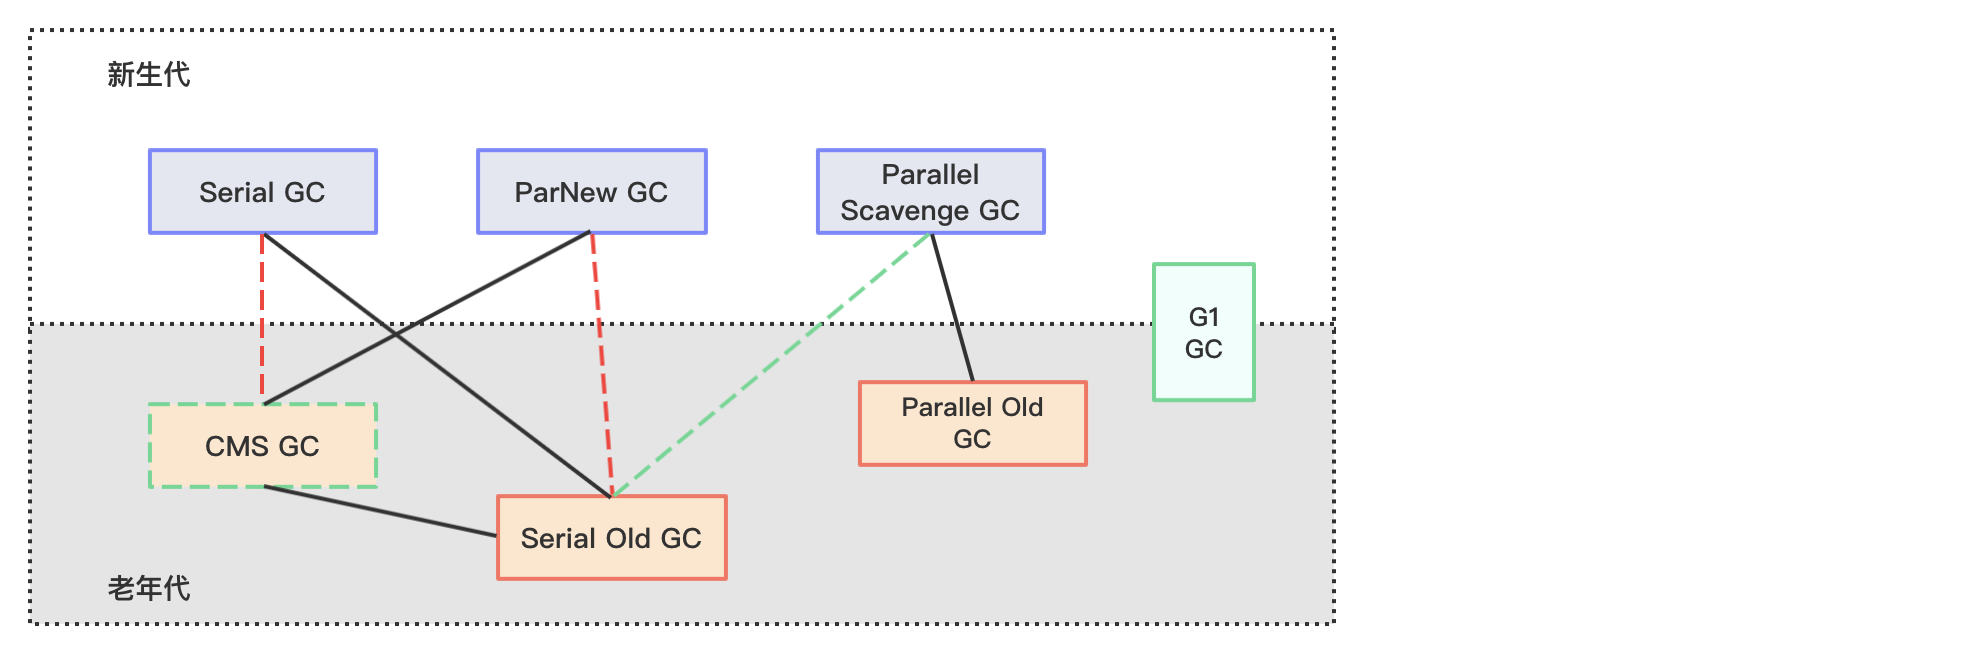 新生代
Serial GC
ParNew GC
Parallel
Scavenge GC
G1
GC
CMS GC
Parallel Old
GC
Serial Old GC
老年代